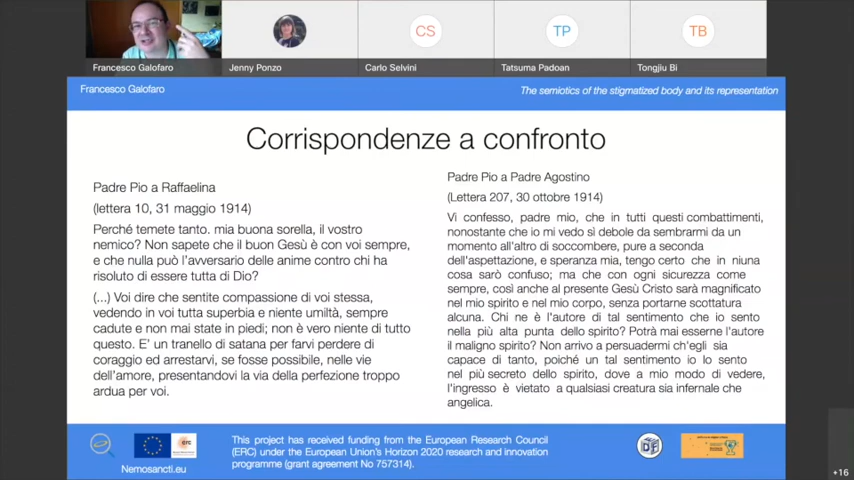 CS
TP
TB
Francesco Galofaro
Jenny Ponzo
Carlo Selvini
Tatsuma Padoan
Tongjiu Bi
Francesco Galofaro
The semiotics of the stigmatized body and its representation
Corrispondenze a confronto
Padre Pio a Raffaelina
(lettera 10, 31 maggio 1914)
Perché temete tanto. mia buona sorella, il vostro
nemico? Non sapete che il buon Gesù è con voi sempre,
e che nulla può l'avversario delle anime contro chi ha
risoluto di essere tutta di Dio?
(...) Voi dire che sentite compassione di voi stessa,
vedendo in voi tutta superbia e niente umiltà, sempre
cadute e non mai state in piedi; non è vero niente di tutto
questo. E' un tranello di satana per farvi perdere di
coraggio ed arrestarvi, se fosse possibile, nelle vie
dell'amore, presentandovi la via della perfezione troppo
ardua per voi.
Padre Pio a Padre Agostino
(Lettera 207, 30 ottobre 1914)
Vi confesso, padre mio, che in tutti questi combattimenti,
nonostante che io mi vedo sì debole da sembrarmi da un
momento all'altro di soccombere, pure a seconda
dell'aspettazione, e speranza mia, tengo certo che in niuna
cosa sarò confuso; ma che con ogni sicurezza come
sempre, così anche al presente Gesù Cristo sarà magnificato
nel mio spirito e nel mio corpo, senza portarne scottatura
alcuna. Chi ne è l'autore di tal sentimento che io sento
nella più alta punta dello spirito? Potrà mai esserne l'autore
il maligno spirito? Non arrivo a persuadermi ch'egli sia
capace di tanto, poiché un tal sentimento io lo sento
nel più secreto dello spirito, dove a mio modo di vedere,
l'ingresso è vietato a qualsiasi creatura sia infernale che
angelica.
erc
Nemosancti.eu
This project has received funding from the European Research Council
(ERC) under the European Union's Horizon 2020 research and innovation
programme (grant agreement No 757314).
+16